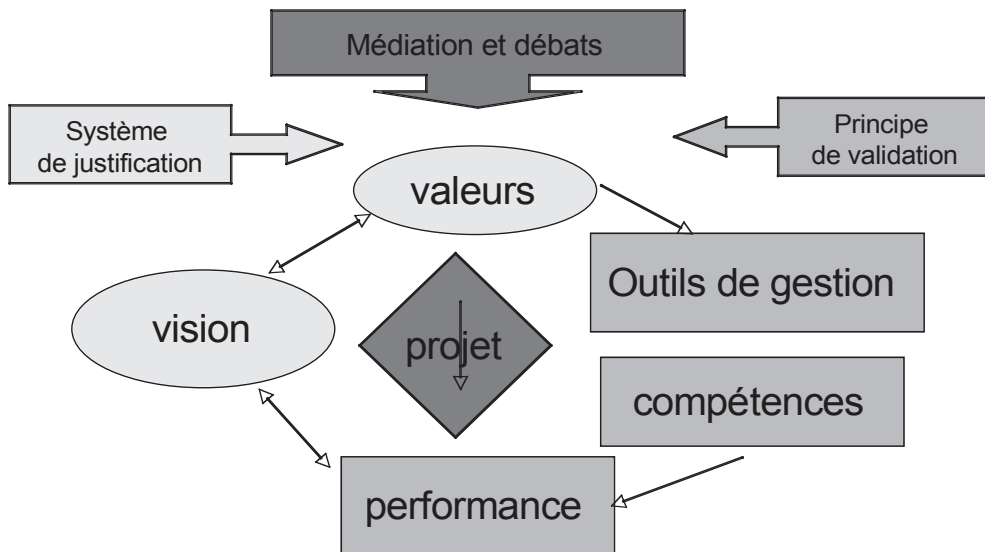 Médiation et débats
Système
de justification
Principe
de validation
valeurs
Outils de gestion
vision
projet
compétences
performance